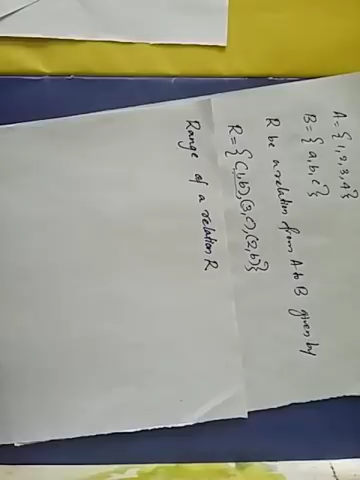 A = {1, 2, 3, 4}
B = {a, b, c}
R be a relation from A to B given by
R = {(1, b), (3, c), (2, b)}
Range of a relation R